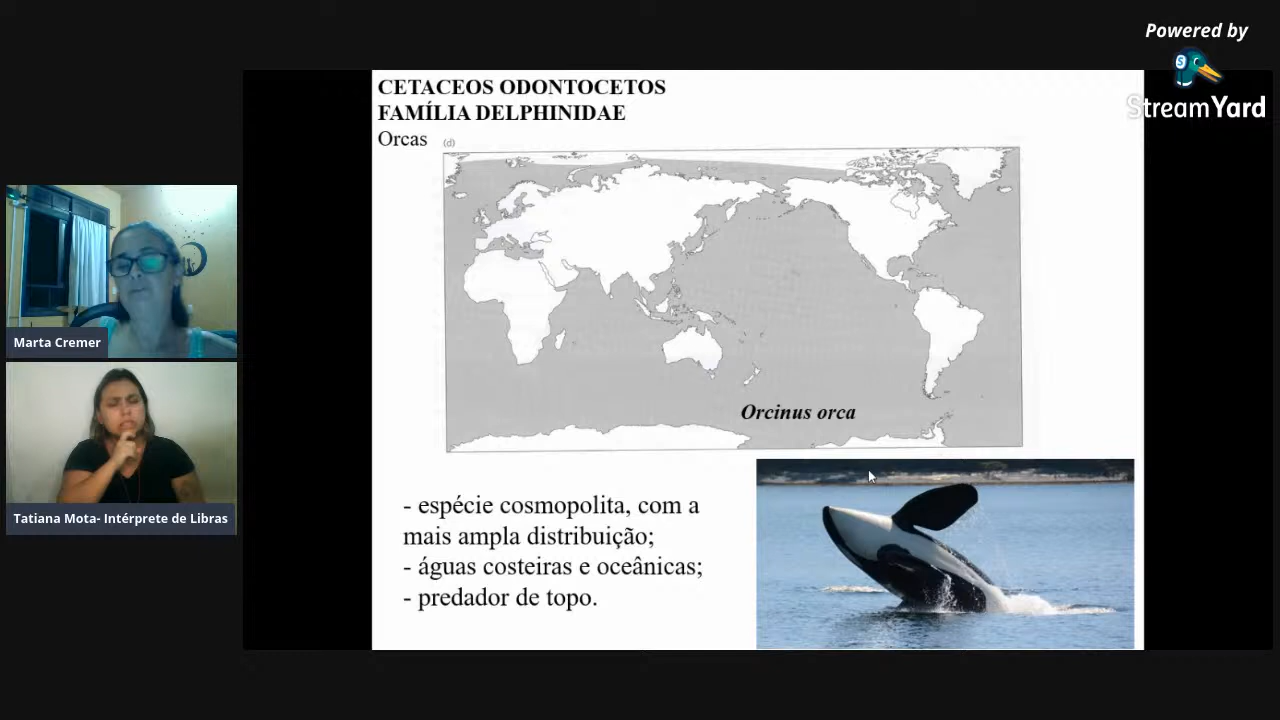 Powered by
StreamYard
CETACEOS ODONTOCETOS
FAMÍLIA DELPHINIDAE
Orcas
(d)
Orcinus orca
- espécie cosmopolita, com a
mais ampla distribuição;
- águas costeiras e oceânicas;
- predador de topo.
Marta Cremer
Tatiana Mota- Intérprete de Libras